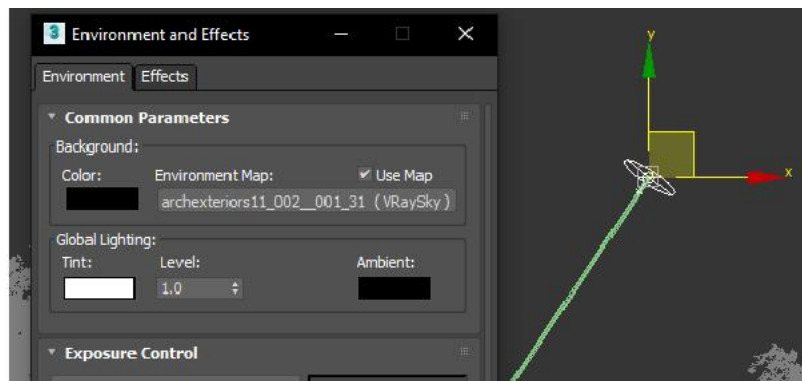 3 Environment and Effects
Environment Effects
Common Parameters
Background:
Color: Environment Map: Use Map
archexteriors11_002__001_31 ( VRaySky )
Global Lighting:
Tint: Level: Ambient:
1.0
Exposure Control
y
x